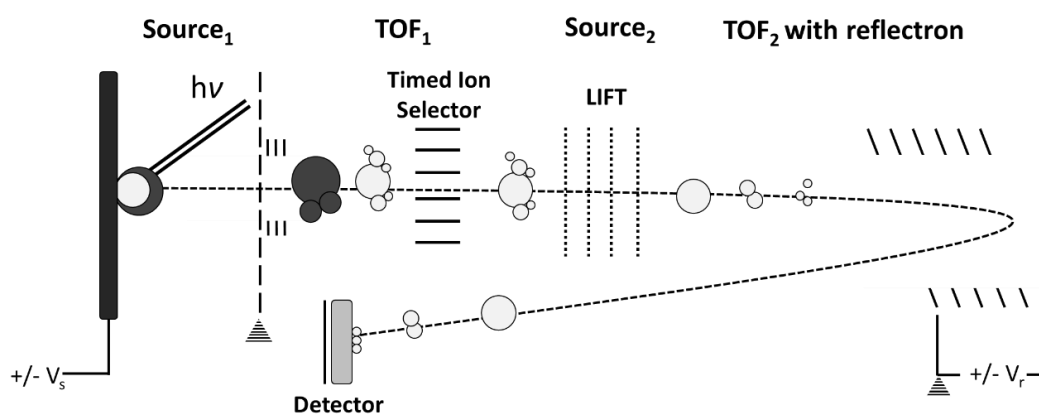 Source₁
TOF₁
Source₂
TOF₂ with reflectron
Timed Ion
Selector
LIFT
hν
+/- Vₛ
+/- Vᵣ
Detector